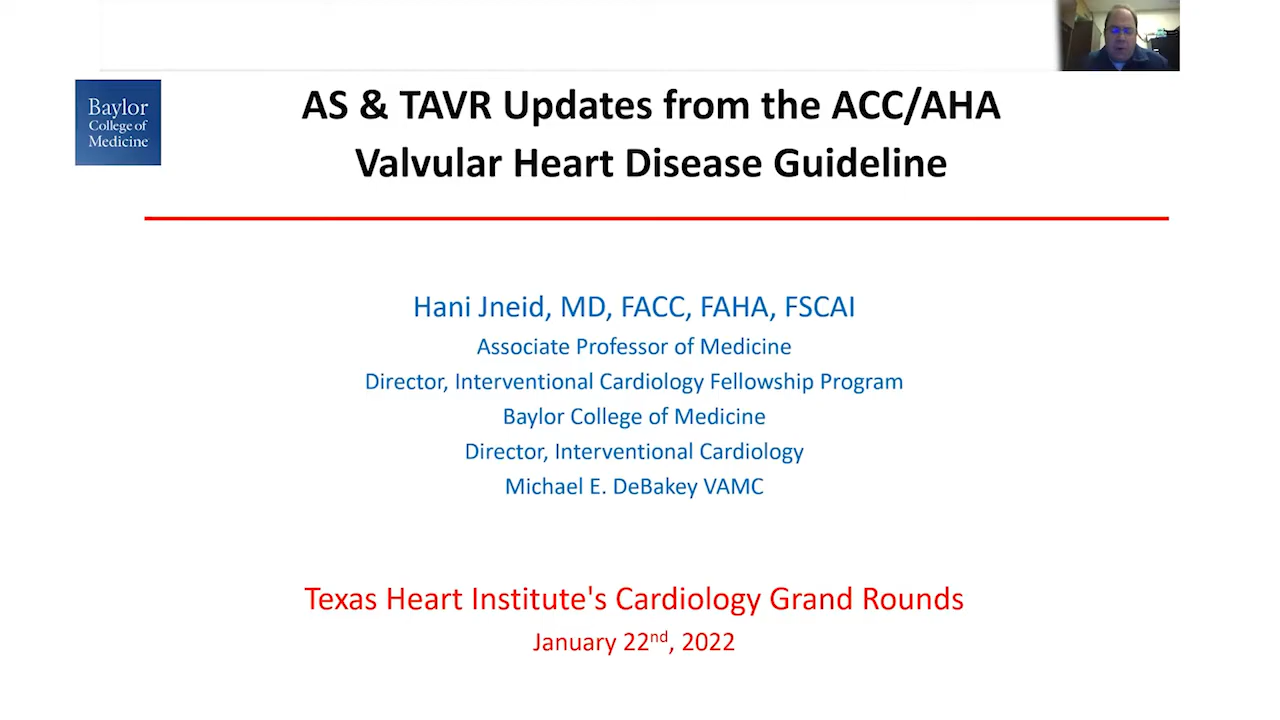 Baylor
College of
Medicine
AS & TAVR Updates from the ACC/AHA
Valvular Heart Disease Guideline
Hani Jneid, MD, FACC, FAHA, FSCAI
Associate Professor of Medicine
Director, Interventional Cardiology Fellowship Program
Baylor College of Medicine
Director, Interventional Cardiology
Michael E. DeBakey VAMC
Texas Heart Institute's Cardiology Grand Rounds
January 22nd, 2022